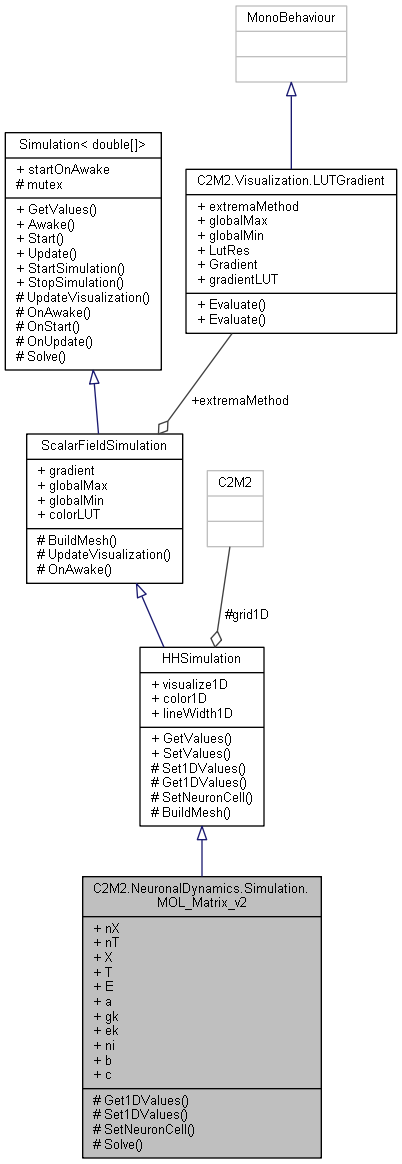 MonoBehaviour
Simulation< double[]>
+ startOnAwake
# mutex
+ GetValues()
+ Awake()
+ Start()
+ Update()
+ StartSimulation()
+ StopSimulation()
# UpdateVisualization()
# OnAwake()
# OnStart()
# OnUpdate()
# Solve()
C2M2.Visualization.LUTGradient
+ extremaMethod
+ globalMax
+ globalMin
+ LutRes
+ Gradient
+ gradientLUT
+ Evaluate()
+ Evaluate()
+extremaMethod
ScalarFieldSimulation
+ gradient
+ globalMax
+ globalMin
+ colorLUT
# BuildMesh()
# UpdateVisualization()
# OnAwake()
C2M2
#grid1D
HHSimulation
+ visualize1D
+ color1D
+ lineWidth1D
+ GetValues()
+ SetValues()
# Set1DValues()
# Get1DValues()
# SetNeuronCell()
# BuildMesh()
C2M2.NeuronalDynamics.Simulation.
MOL_Matrix_v2
+ nX
+ nT
+ X
+ T
+ E
+ a
+ gk
+ ek
+ ni
+ b
+ c
# Get1DValues()
# Set1DValues()
# SetNeuronCell()
# Solve()